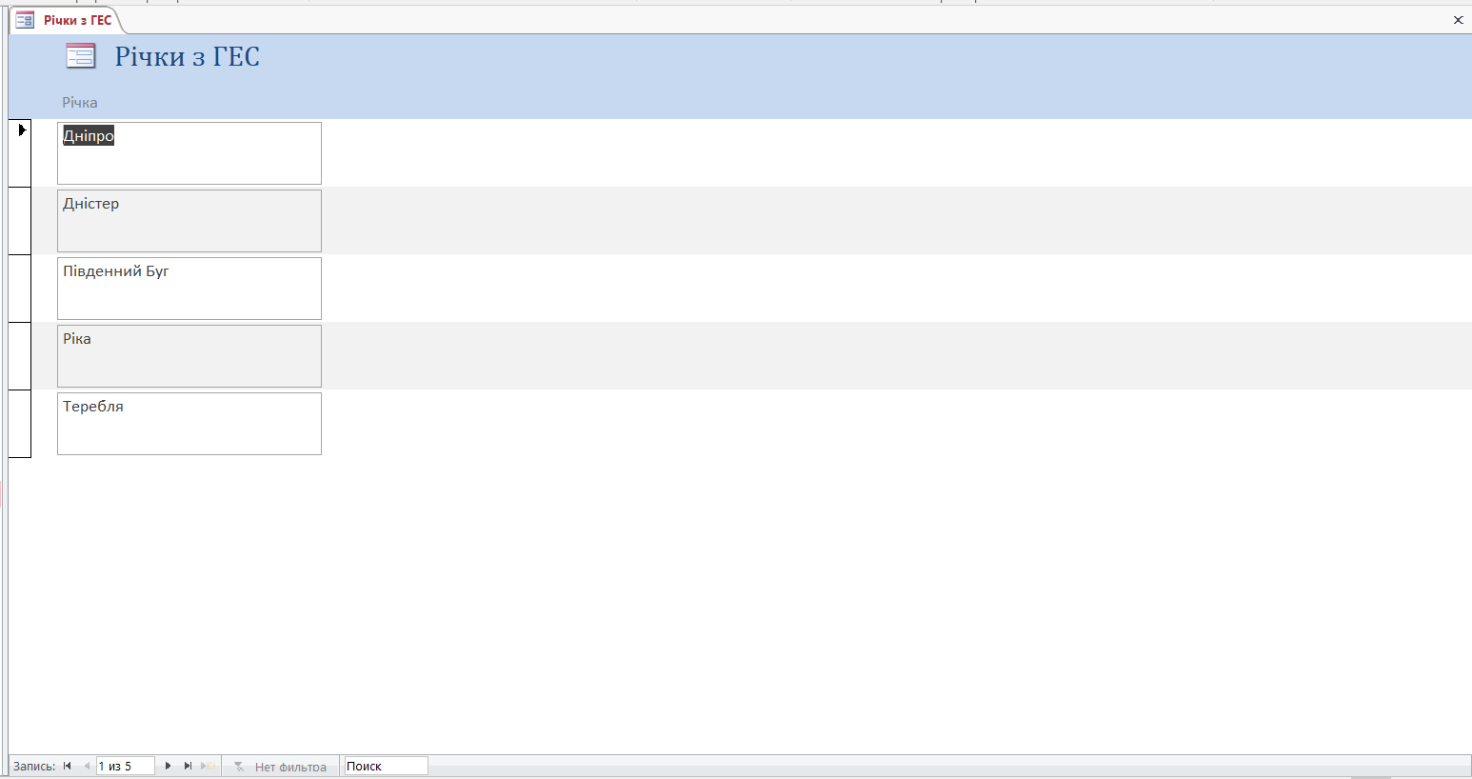 Річки з ГЕС
Річки з ГЕС
Річка
Дніпро
Дністер
Південний Буг
Ріка
Теребля
Запись: 1 из 5 Нет фильтра Поиск